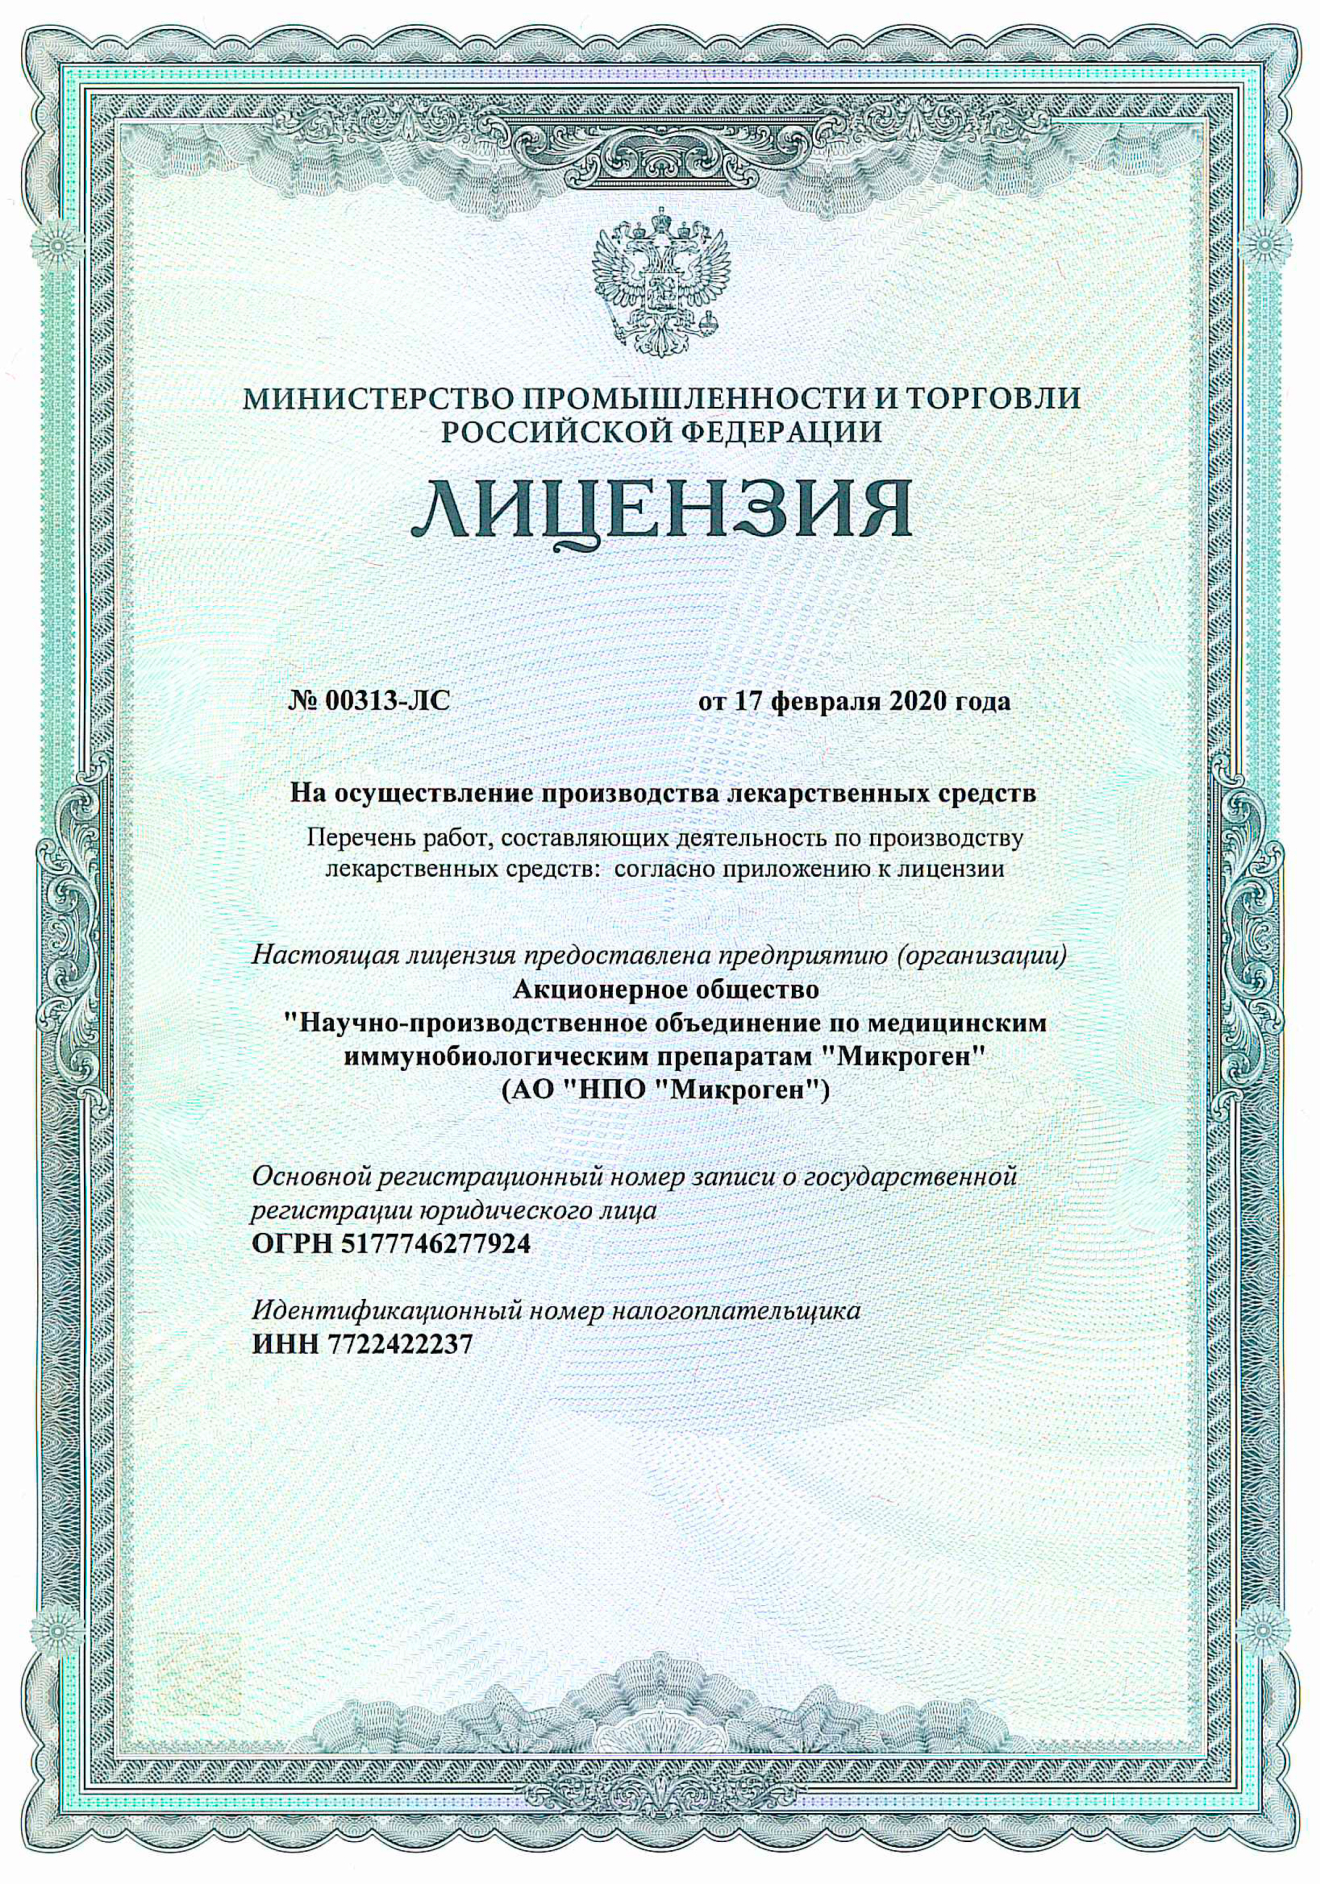 МИНИСТЕРСТВО ПРОМЫШЛЕННОСТИ И ТОРГОВЛИ
РОССИЙСКОЙ ФЕДЕРАЦИИ
ЛИЦЕНЗИЯ
№ 00313-ЛС от 17 февраля 2020 года
На осуществление производства лекарственных средств
Перечень работ, составляющих деятельность по производству
лекарственных средств: согласно приложению к лицензии
Настоящая лицензия предоставлена предприятию (организации)
Акционерное общество
"Научно-производственное объединение по медицинским
иммунобиологическим препаратам "Микроген"
(АО "НПО "Микроген")
Основной регистрационный номер записи о государственной
регистрации юридического лица
ОГРН 5177746277924
Идентификационный номер налогоплательщика
ИНН 7722422237